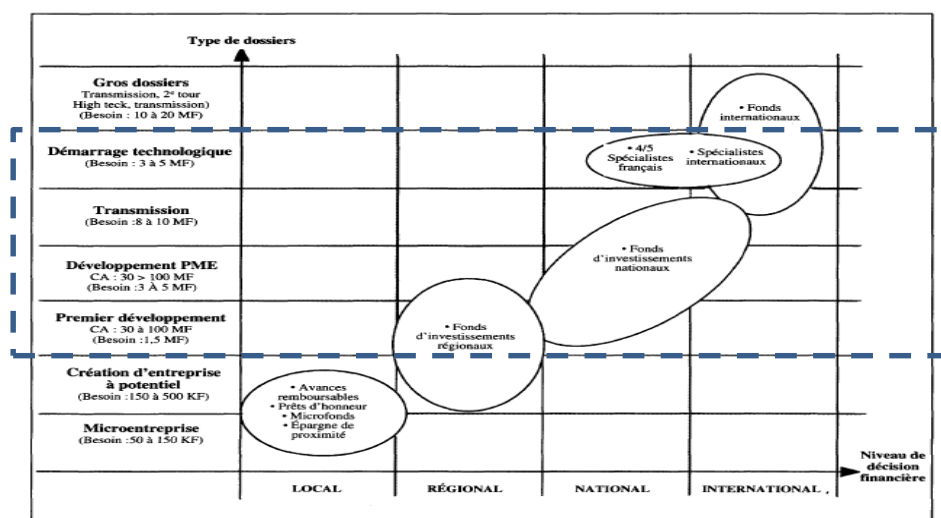 Type de dossiers
Gros dossiers
Transmission, 2e tour
High teck, transmission)
(Besoin : 10 à 20 MF)
Démarrage technologique
(Besoin : 3 à 5 MF)
Transmission
(Besoin :8 à 10 MF)
Développement PME
CA : 30 > 100 MF
(Besoin :3 À 5 MF)
Premier développement
CA : 30 à 100 MF
(Besoin :1,5 MF)
Création d'entreprise
à potentiel
(Besoin :150 à 500 KF)
Microentreprise
(Besoin :50 à 150 KF)
• Fonds
internationaux
• 4/5
Spécialistes
français
• Spécialistes
internationaux
• Fonds
d'investissements
nationaux
• Fonds
d'investissements
régionaux
• Avances
remboursables
• Prêts d'honneur
• Microfonds
• Épargne de
proximité
LOCAL
RÉGIONAL
NATIONAL
INTERNATIONAL
Niveau de
décision
financière